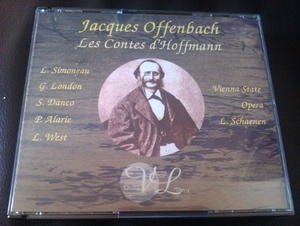 Jacques Offenbach
Les Contes d'Hoffmann
L. Simoneau
G. London
S. Danco
P. Alarie
L. West
Vienna State
Opera
L. Schaenen
V L